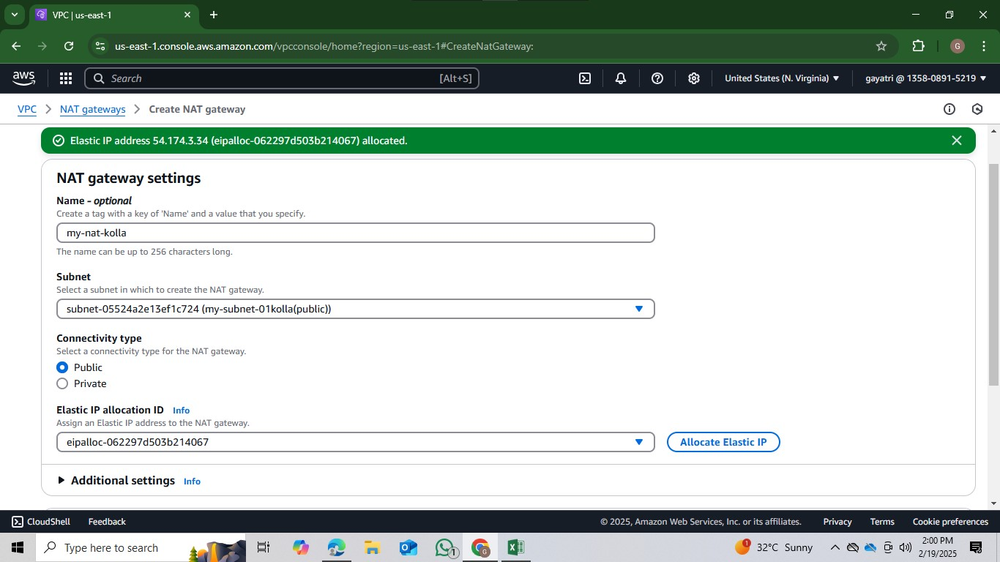 VPC | us-east-1
us-east-1.console.aws.amazon.com/vpcconsole/home?region=us-east-1#CreateNatGateway:
G
aws
Search
[Alt+S]
United States (N. Virginia)
gayatri @ 1358-0891-5219
VPC
NAT gateways
Create NAT gateway
Elastic IP address 54.174.3.34 (eipalloc-062297d503b214067) allocated.
NAT gateway settings
Name - optional
Create a tag with a key of 'Name' and a value that you specify.
my-nat-kolla
The name can be up to 256 characters long.
Subnet
Select a subnet in which to create the NAT gateway.
subnet-05524a2e13ef1c724 (my-subnet-01kolla(public))
Connectivity type
Select a connectivity type for the NAT gateway.
Public
Private
Elastic IP allocation ID Info
Assign an Elastic IP address to the NAT gateway.
eipalloc-062297d503b214067
Allocate Elastic IP
Additional settings Info
CloudShell
Feedback
© 2025, Amazon Web Services, Inc. or its affiliates.
Privacy
Terms
Cookie preferences
Type here to search
1
G
1
32°C Sunny
2:00 PM
2/19/2025